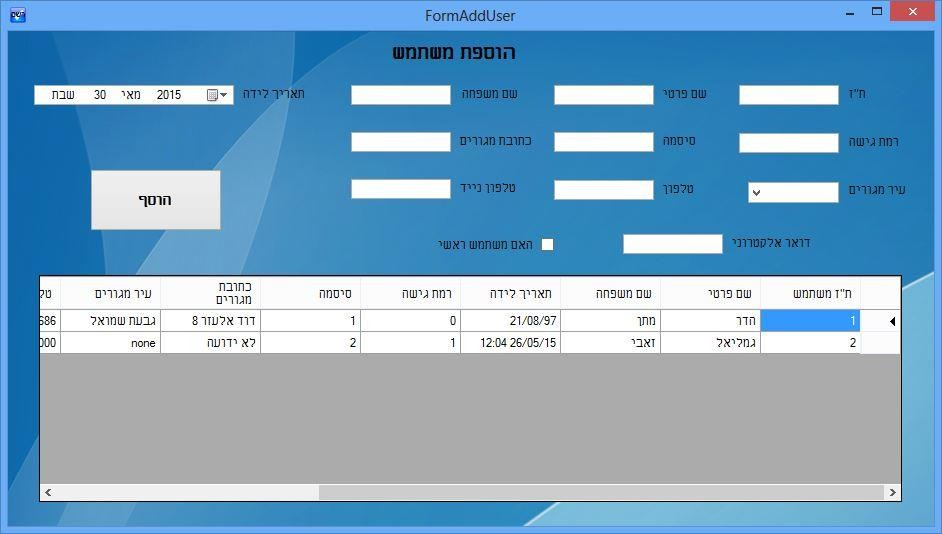 FormAddUser
הוספת משתמש
ח"ז
שם פרטי
שם משפחה
תאריך לידה
שבת 30 מאי 2015
רמת גישה
סיסמה
כתובת מגורים
עיר מגורים
טלפון
טלפון נייד
הוסף
דואר אלקטרוני
האם משתמש ראשי
ח"ז משתמש שם פרטי שם משפחה תאריך לידה רמת גישה סיסמה כתובת מגורים עיר מגורים טל
1 הדר מתן 21/08/97 0 1 דוד אלעזר 8 גבעת שמואל 686
2 גמליאל זאבי 26/05/15 12:04 1 2 לא ידועה none 000